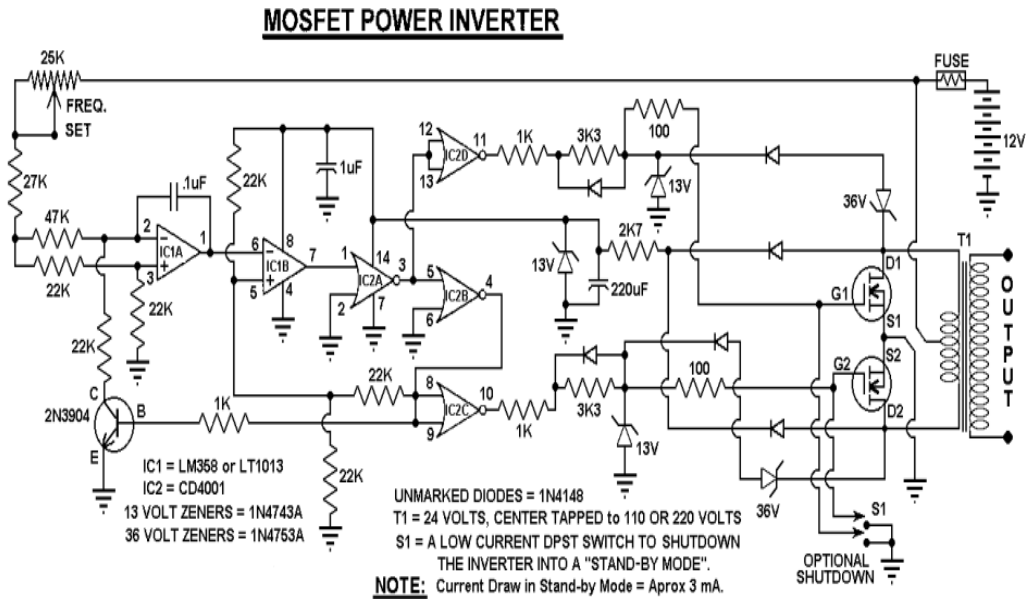 MOSFET POWER INVERTER
25K
FREQ.
SET
27K
47K
22K
.1uF
2
3
1
IC1A
22K
22K
22K
6
5
8
4
7
IC1B
1uF
1
2
14
7
3
IC2A
12
13
11
IC2D
5
6
4
IC2B
8
9
10
IC2C
22K
22K
1K
C
B
E
2N3904
1K
3K3
100
13V
13V
220uF
2K7
1K
3K3
100
13V
36V
36V
FUSE
12V
T1
D1
G1
S1
S2
G2
D2
OUTPUT
S1
OPTIONAL
SHUTDOWN
IC1 = LM358 or LT1013
IC2 = CD4001
13 VOLT ZENERS = 1N4743A
36 VOLT ZENERS = 1N4753A
UNMARKED DIODES = 1N4148
T1 = 24 VOLTS, CENTER TAPPED to 110 OR 220 VOLTS
S1 = A LOW CURRENT DPST SWITCH TO SHUTDOWN
THE INVERTER INTO A "STAND-BY MODE".
NOTE: Current Draw in Stand-by Mode = Aprox 3 mA.